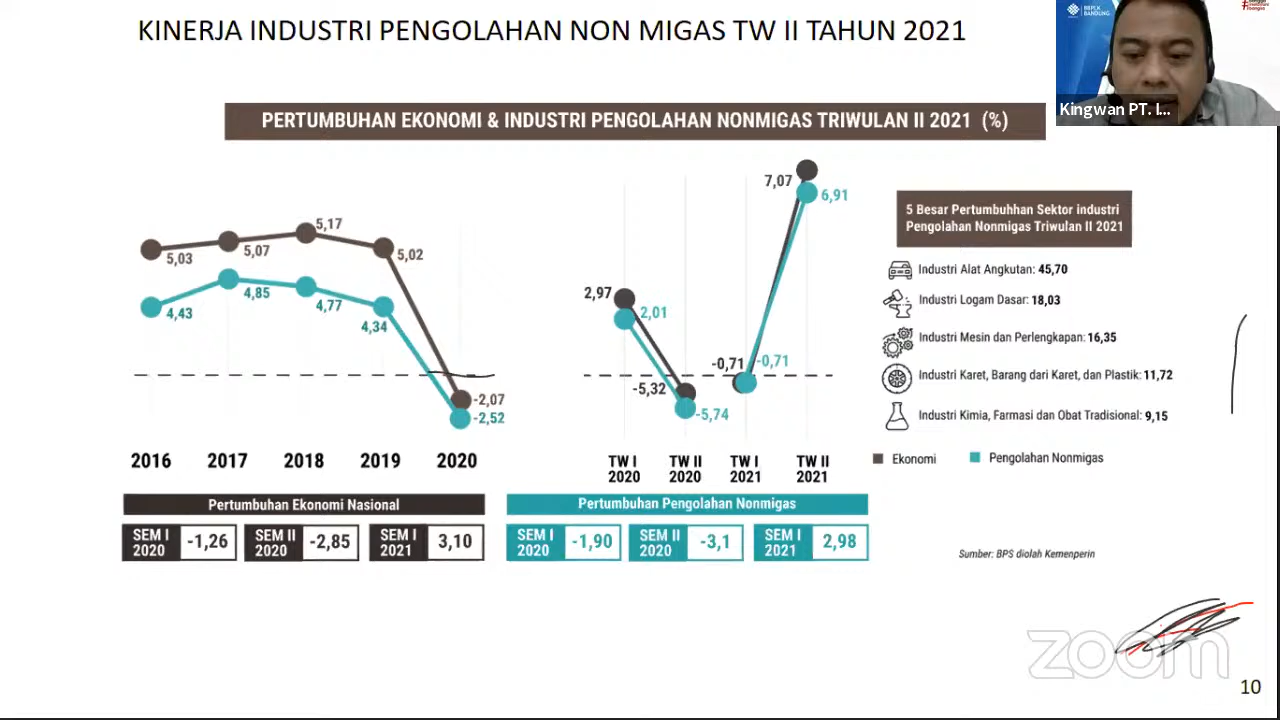 KINERJA INDUSTRI PENGOLAHAN NON MIGAS TW II TAHUN 2021
BBPLK
BANDUNG
Kingwan PT. I...
PERTUMBUHAN EKONOMI & INDUSTRI PENGOLAHAN NONMIGAS TRIWULAN II 2021 (%)
5,03
5,07
5,17
5,02
-2,07
4,43
4,85
4,77
4,34
-2,52
2016
2017
2018
2019
2020
2,97
-5,32
-0,71
7,07
2,01
-5,74
-0,71
6,91
TW I
2020
TW II
2020
TW I
2021
TW II
2021
5 Besar Pertumbuhhan Sektor industri
Pengolahan Nonmigas Triwulan II 2021
Industri Alat Angkutan: 45,70
Industri Logam Dasar: 18,03
Industri Mesin dan Perlengkapan: 16,35
Industri Karet, Barang dari Karet, dan Plastik: 11,72
Industri Kimia, Farmasi dan Obat Tradisional: 9,15
Ekonomi
Pengolahan Nonmigas
Pertumbuhan Ekonomi Nasional
SEM I
2020
-1,26
SEM II
2020
-2,85
SEM I
2021
3,10
Pertumbuhan Pengolahan Nonmigas
SEM I
2020
-1,90
SEM II
2020
-3,1
SEM I
2021
2,98
Sumber: BPS diolah Kemenperin
zoom
10